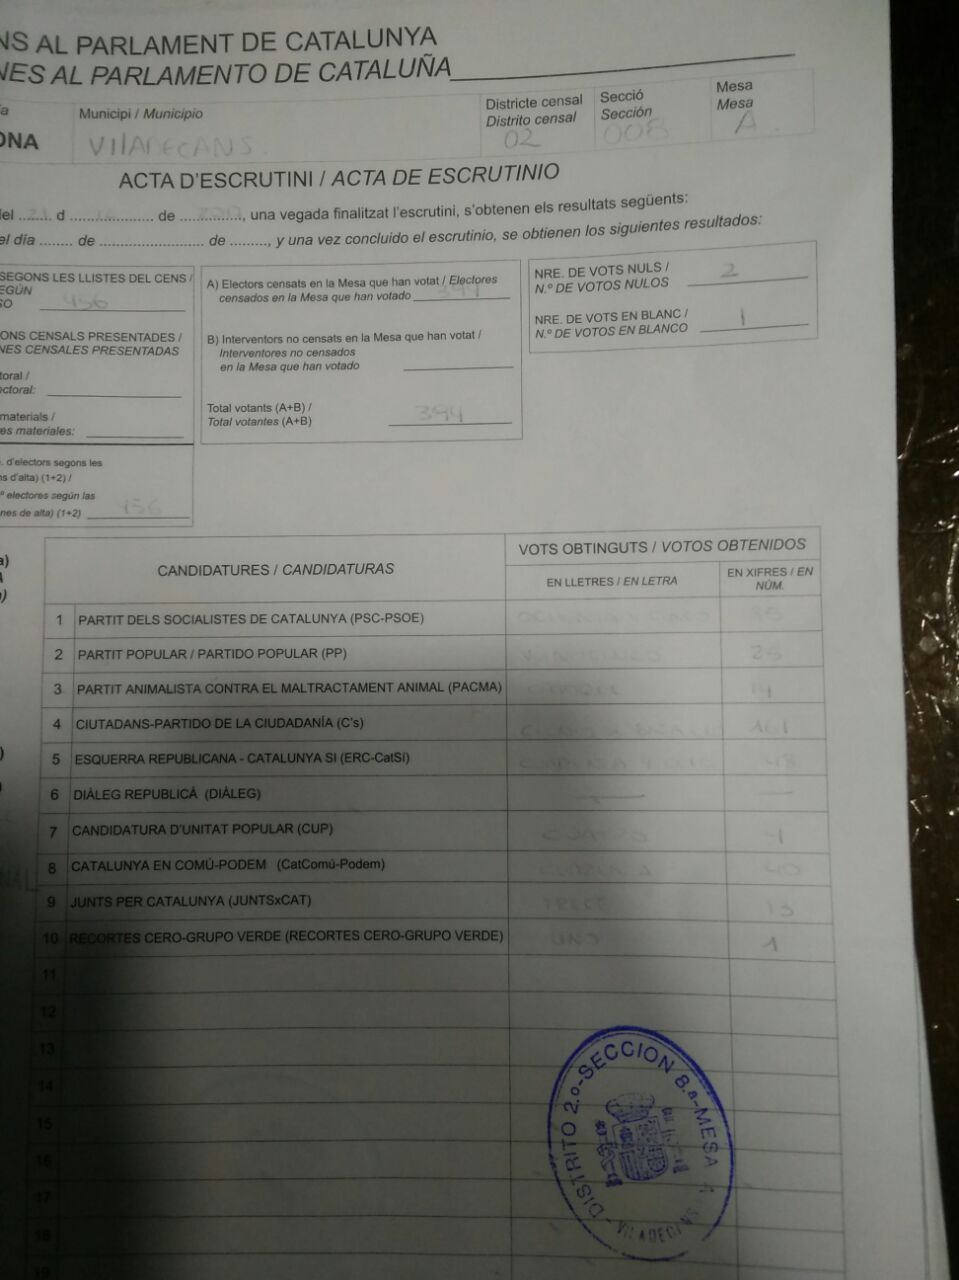 NS AL PARLAMENT DE CATALUNYA
NES AL PARLAMENTO DE CATALUÑA
Municipi / Municipio
ONA VILADECANS.
Districte censal
Distrito censal
02
Secció
Sección
008
Mesa
Mesa
A
ACTA D'ESCRUTINI / ACTA DE ESCRUTINIO
del 21 d de, una vegada finalitzat l'escrutini, s'obtenen els resultats següents:
el día ........ de .......................... de ........., y una vez concluido el escrutinio, se obtienen los siguientes resultados:
SEGONS LES LLISTES DEL CENS /
EGÚN
SO 456
ONS CENSALS PRESENTADES /
NES CENSALES PRESENTADAS
toral /
ectoral:
materials /
es materiales:
. d'electors segons les
s d'alta) (1+2) /
º electores según las
nes de alta) (1+2) 456
A) Electors censats en la Mesa que han votat / Electores
censados en la Mesa que han votado 394
B) Interventors no censats en la Mesa que han votat /
Interventores no censados
en la Mesa que han votado
Total votants (A+B) /
Total votantes (A+B) 394
NRE. DE VOTS NULS /
N.º DE VOTOS NULOS 2
NRE. DE VOTS EN BLANC /
N.º DE VOTOS EN BLANCO 1
CANDIDATURES / CANDIDATURAS
VOTS OBTINGUTS / VOTOS OBTENIDOS
EN LLETRES / EN LETRA
EN XIFRES / EN
NÚM.
1 PARTIT DELS SOCIALISTES DE CATALUNYA (PSC-PSOE) OCHENTA Y CINCO 85
2 PARTIT POPULAR / PARTIDO POPULAR (PP) VEINTICINCO 25
3 PARTIT ANIMALISTA CONTRA EL MALTRACTAMENT ANIMAL (PACMA) 14
4 CIUTADANS-PARTIDO DE LA CIUDADANÍA (C's) 161
5 ESQUERRA REPUBLICANA - CATALUNYA SI (ERC-CatSí) 48
6 DIÀLEG REPUBLICÀ (DIÀLEG) — —
7 CANDIDATURA D'UNITAT POPULAR (CUP) CUATRO 4
8 CATALUNYA EN COMÚ-PODEM (CatComú-Podem) CUARENTA 40
9 JUNTS PER CATALUNYA (JUNTSxCAT) TRECE 13
10 RECORTES CERO-GRUPO VERDE (RECORTES CERO-GRUPO VERDE) UNO 1
11
12
13
14
15
16
17
18
19
DISTRITO 2.º-SECCION 8.ª-MESA A
VILADECANS